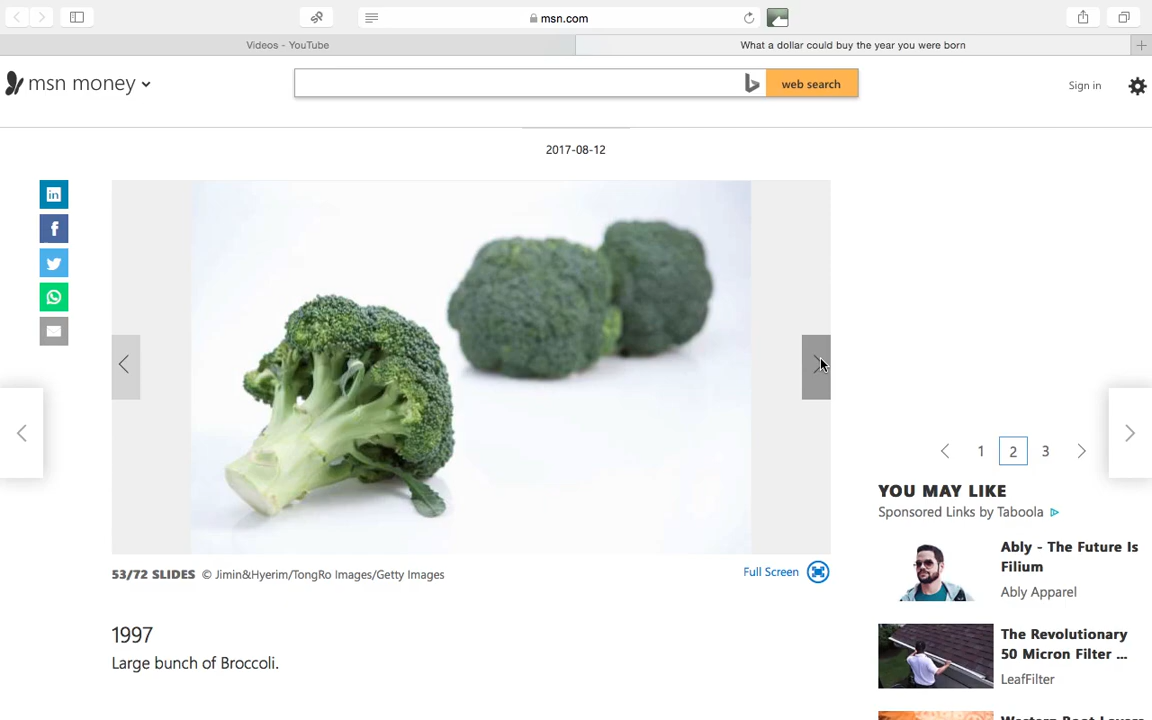 msn.com
Videos - YouTube
What a dollar could buy the year you were born
msn money
web search
Sign in
2017-08-12
in
f
53/72 SLIDES © Jimin&Hyerim/TongRo Images/Getty Images
Full Screen
1997
Large bunch of Broccoli.
1 2 3
YOU MAY LIKE
Sponsored Links by Taboola
Ably - The Future Is
Filium
Ably Apparel
The Revolutionary
50 Micron Filter ...
LeafFilter